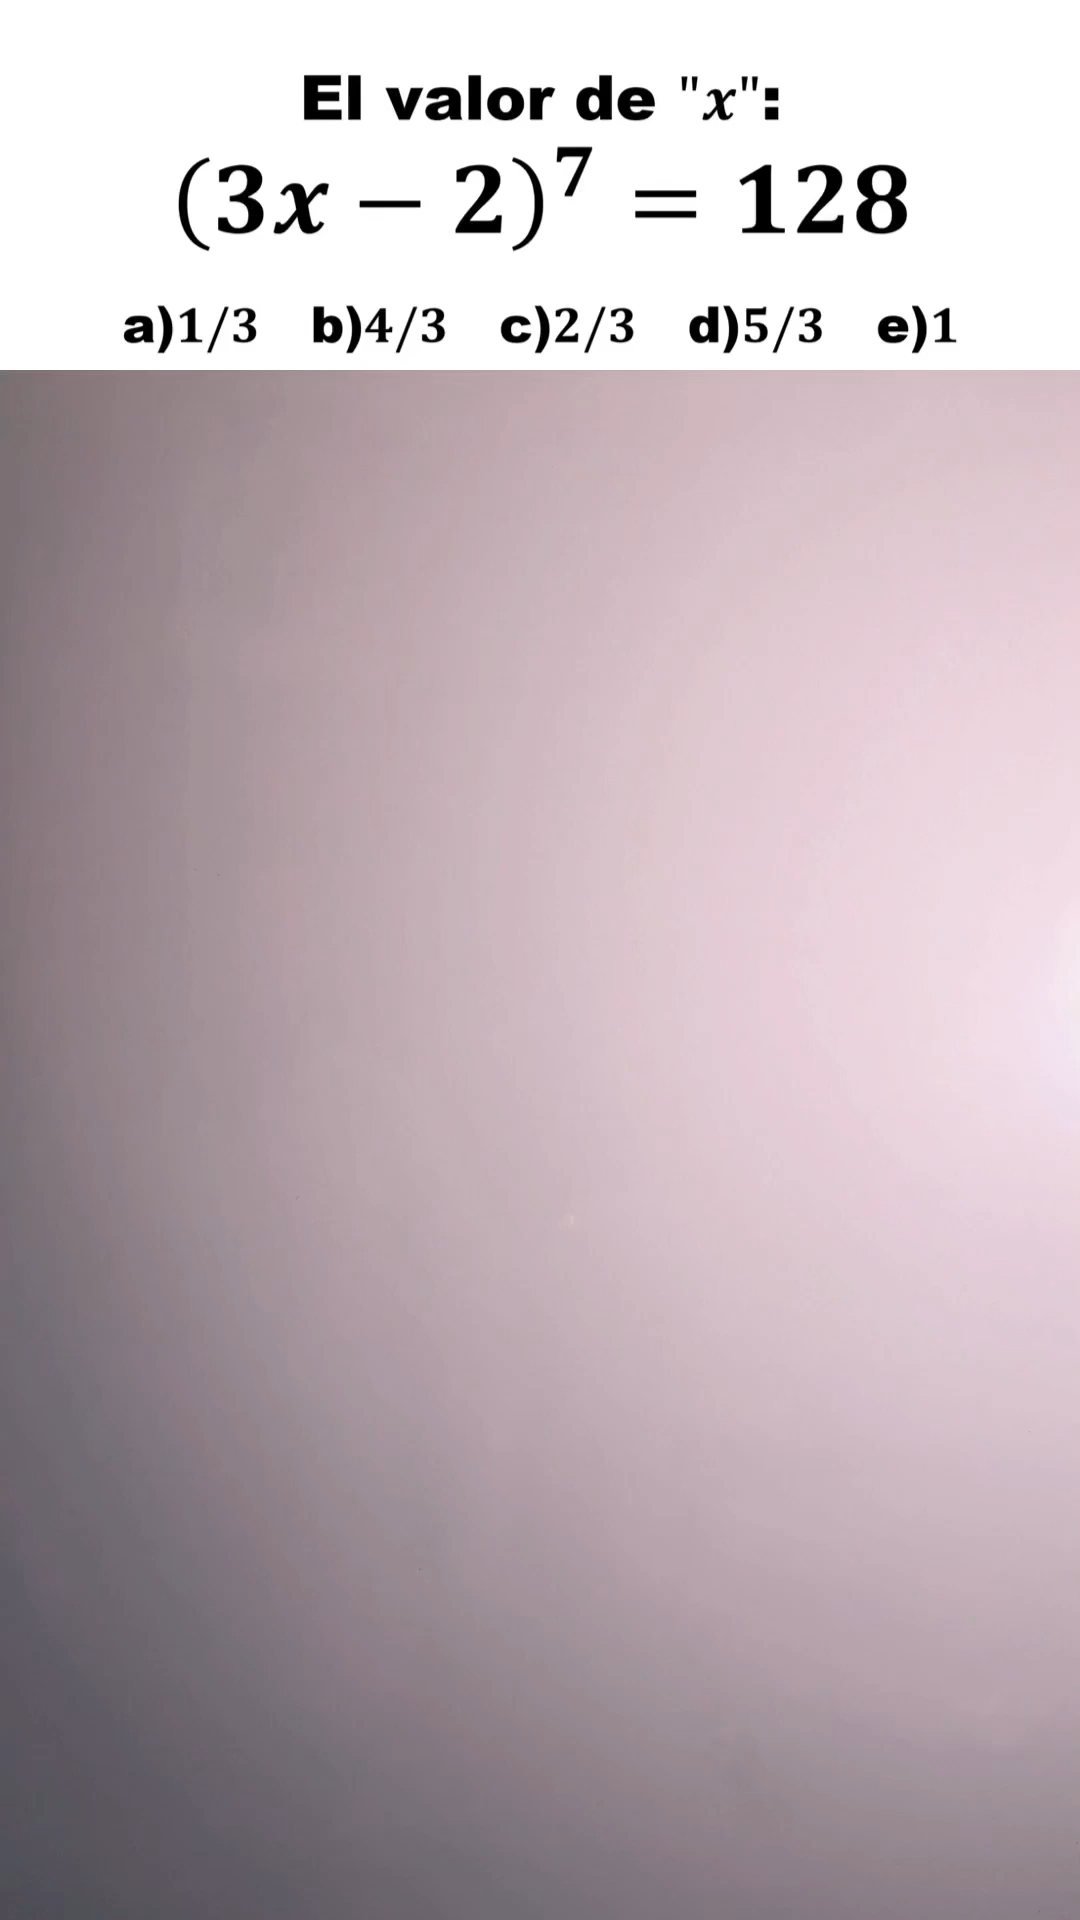 El valor de "x":
(3x − 2)⁷ = 128
a)1/3 b)4/3 c)2/3 d)5/3 e)1